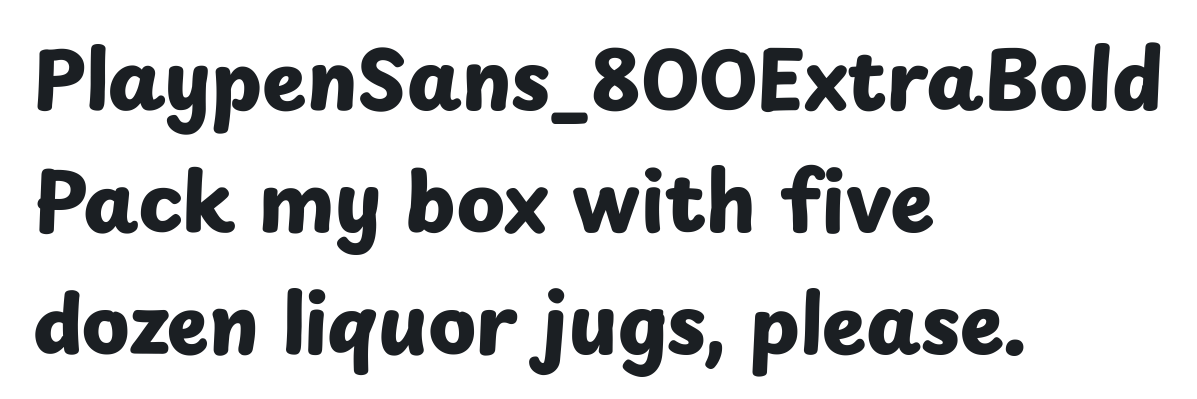 PlaypenSans_800ExtraBold
Pack my box with five
dozen liquor jugs, please.